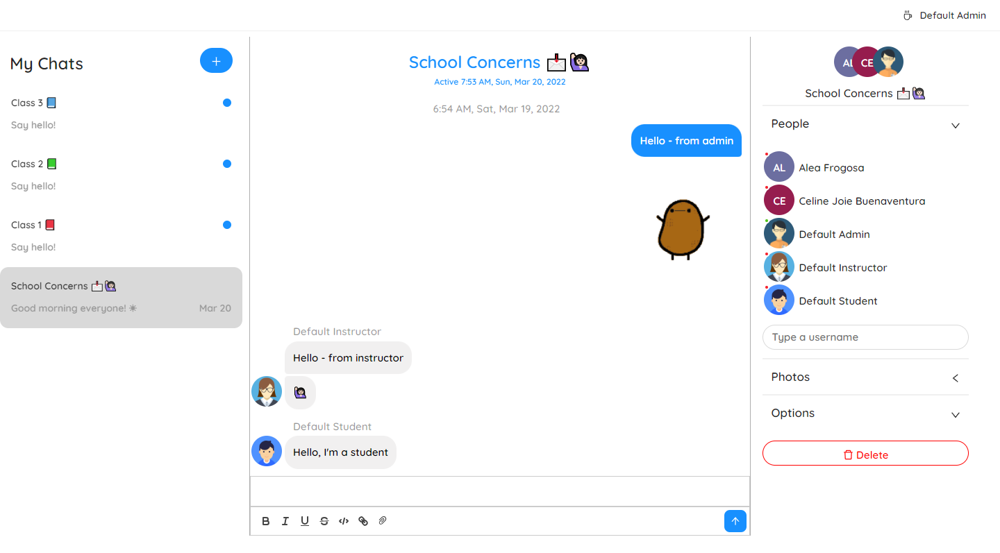 Default Admin
My Chats
+
Class 3 📘
Say hello!
Class 2 📗
Say hello!
Class 1 📕
Say hello!
School Concerns 📩🙋🏻‍♀️
Good morning everyone! ☀
Mar 20
School Concerns 📩🙋🏻‍♀️
Active 7:53 AM, Sun, Mar 20, 2022
6:54 AM, Sat, Mar 19, 2022
Hello - from admin
Default Instructor
Hello - from instructor
🙋🏻‍♀️
Default Student
Hello, I'm a student
B I U S </>
AL CE
School Concerns 📩🙋🏻‍♀️
People
AL Alea Frogosa
CE Celine Joie Buenaventura
Default Admin
Default Instructor
Default Student
Type a username
Photos
Options
Delete